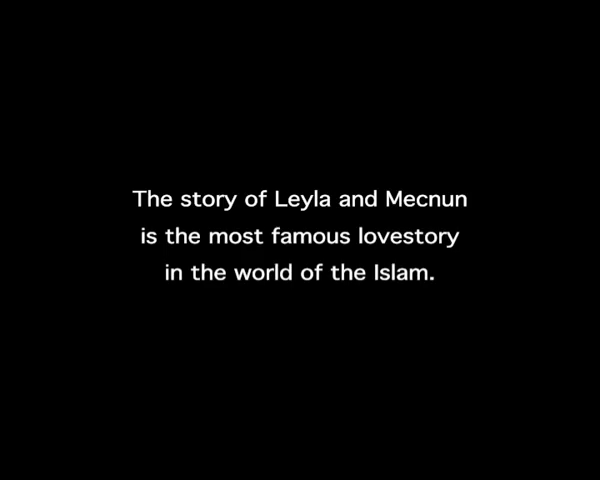 The story of Leyla and Mecnun
is the most famous lovestory
in the world of the Islam.